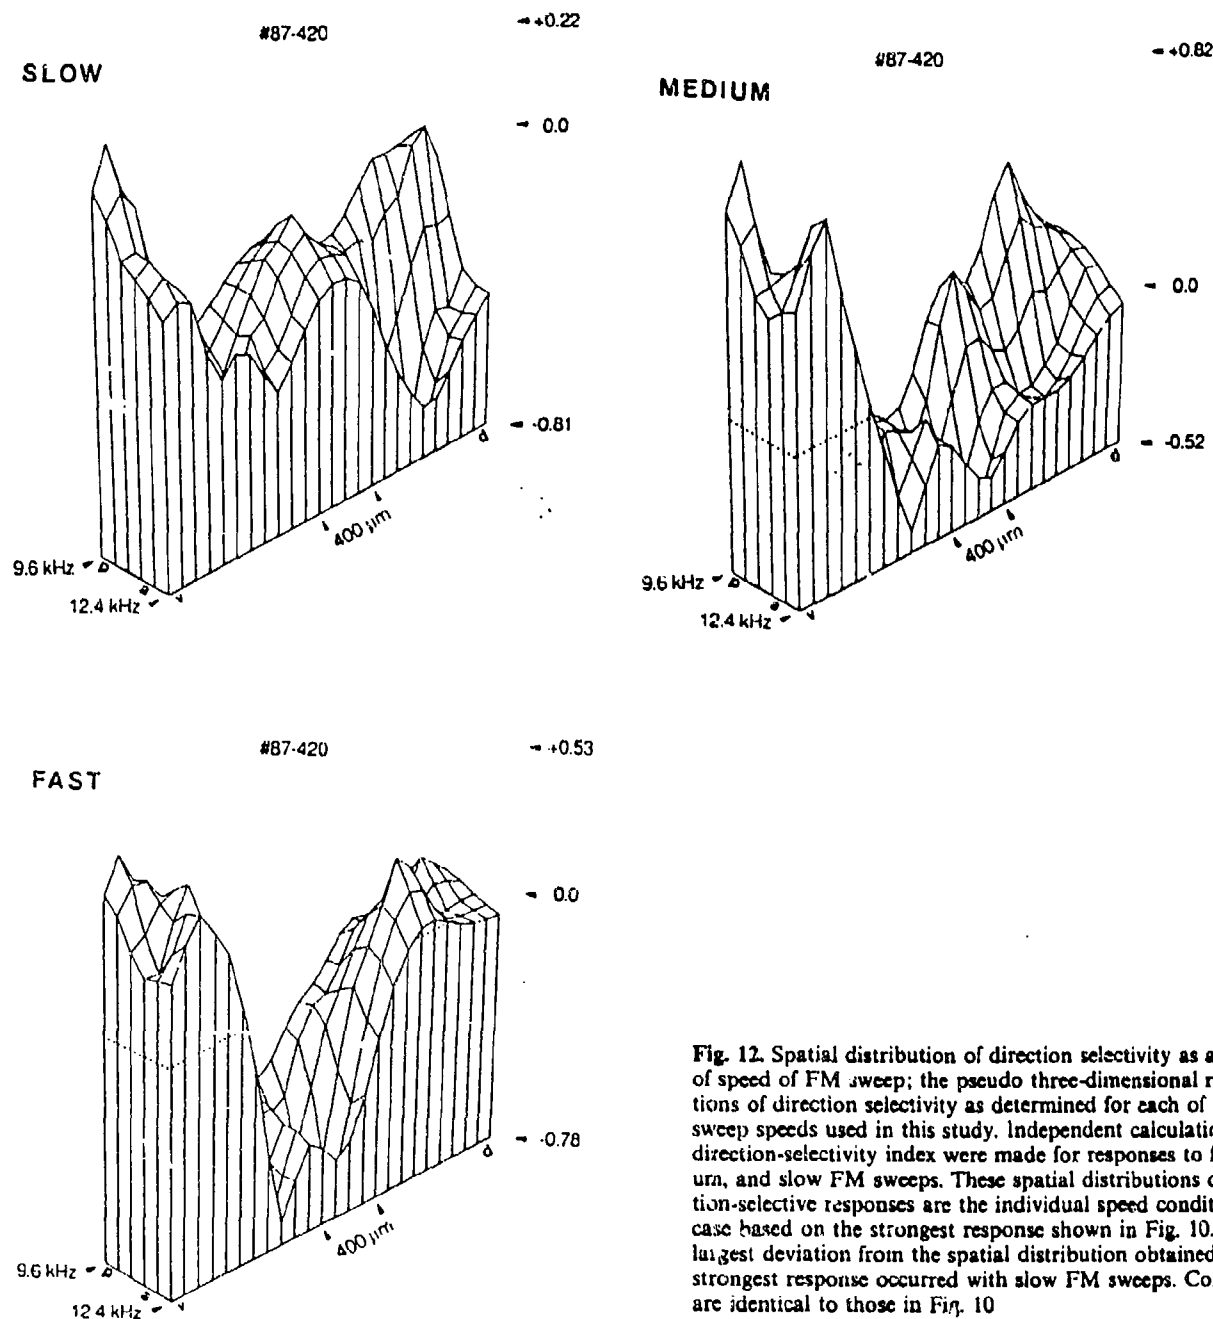 #87-420
+0.22
SLOW
0.0
-0.81
d
400 µm
9.6 kHz
p
a
12.4 kHz
v
#87-420
+0.82
MEDIUM
0.0
-0.52
d
400 µm
9.6 kHz
p
a
12.4 kHz
v
#87-420
+0.53
FAST
0.0
-0.78
d
400 µm
9.6 kHz
p
a
12 4 kHz
v
Fig. 12. Spatial distribution of direction selectivity as a
of speed of FM sweep; the pseudo three-dimensional r
tions of direction selectivity as determined for each of
sweep speeds used in this study. Independent calculatic
direction-selectivity index were made for responses to f
um, and slow FM sweeps. These spatial distributions o
tion-selective responses are the individual speed condit
case based on the strongest response shown in Fig. 10.
largest deviation from the spatial distribution obtained
strongest response occurred with slow FM sweeps. Co
are identical to those in Fig. 10